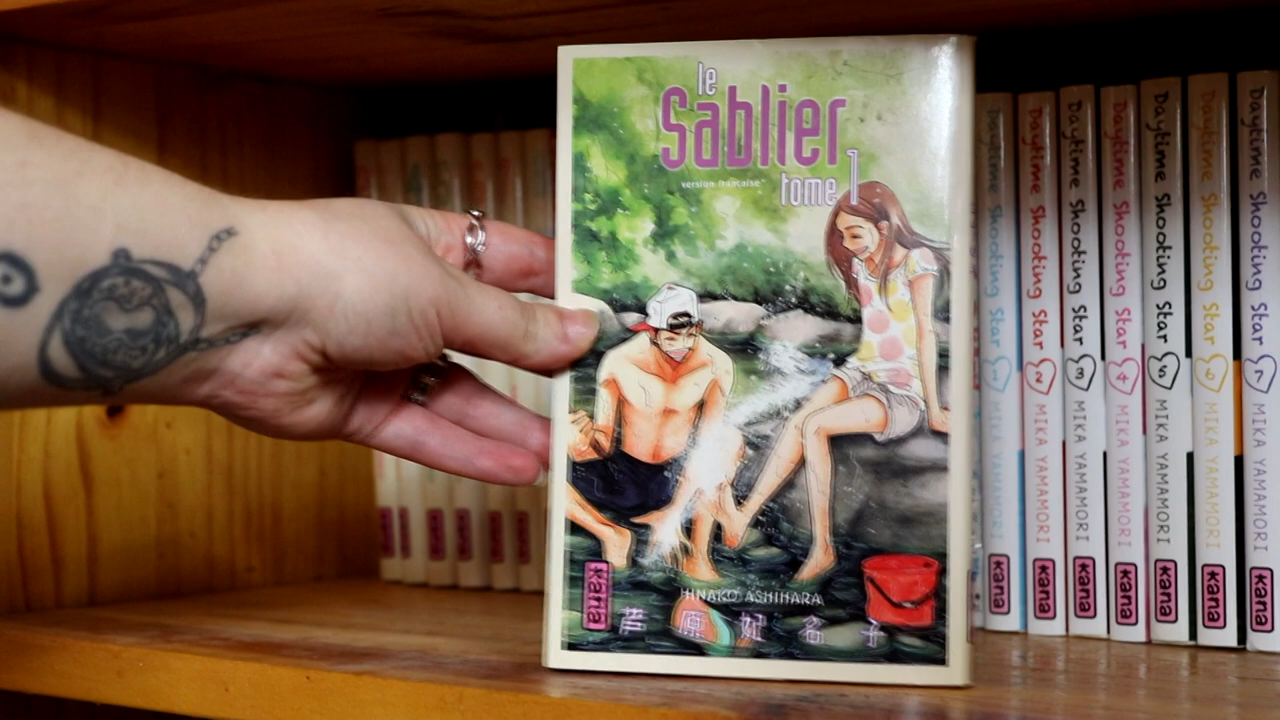 le
Sablier
version française
tome 1
kana
HINAKO ASHIHARA
芦原妃名子
Daytime Shooting Star 1 MIKA YAMAMORI
kana
Daytime Shooting Star 2 MIKA YAMAMORI
kana
Daytime Shooting Star 3 MIKA YAMAMORI
kana
Daytime Shooting Star 4 MIKA YAMAMORI
kana
Daytime Shooting Star 5 MIKA YAMAMORI
kana
Daytime Shooting Star 6 MIKA YAMAMORI
kana
Daytime Shooting Star 7 MIKA YAMAMORI
kana